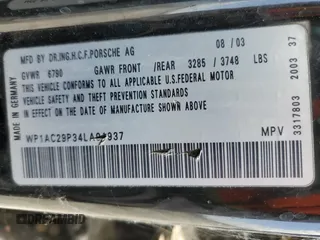 MFD BY DR.ING.H.C.F.PORSCHE AG 08 / 03
GVWR 6790 GAWR FRONT /REAR 3285 / 3748 LBS
THIS VEHICLE CONFORMS TO ALL APPLICABLE U.S.FEDERAL MOTOR
VEHICLE SAFETY AND BUMPER STANDARDS
IN EFFECT ON THE DATE OF MANUFACTURE SHOWN ABOVE
MPV
MADE IN GERMANY
2003 37
3317803
DREAMBID